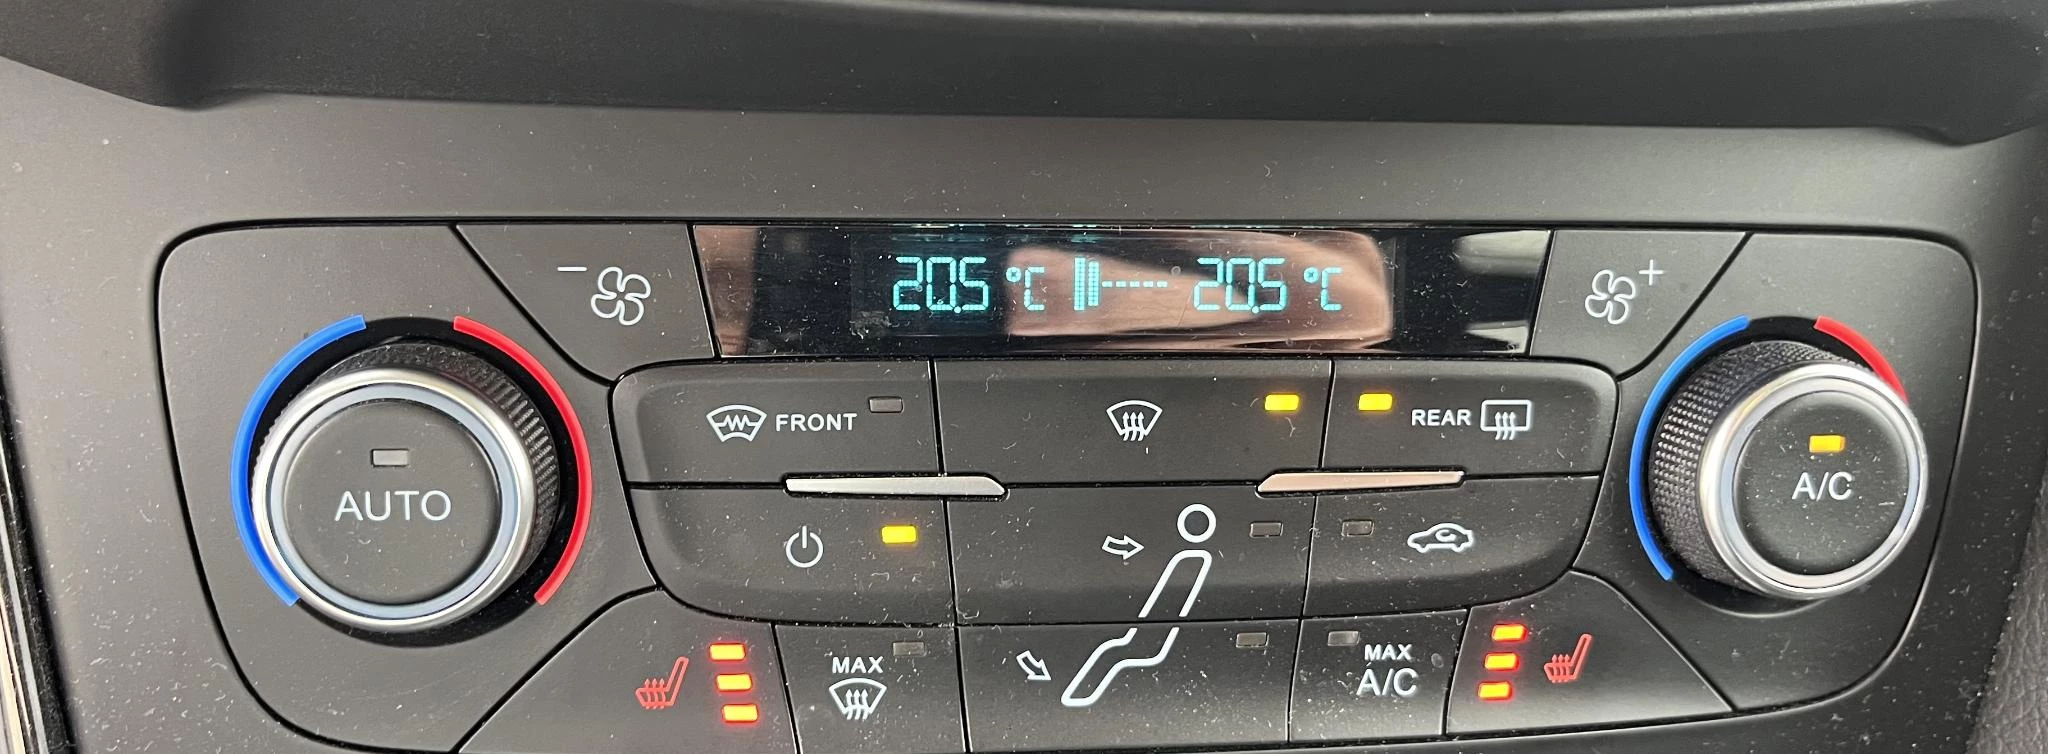 20.5 °C 20.5 °C
FRONT
REAR
AUTO
A/C
MAX
MAX
A/C